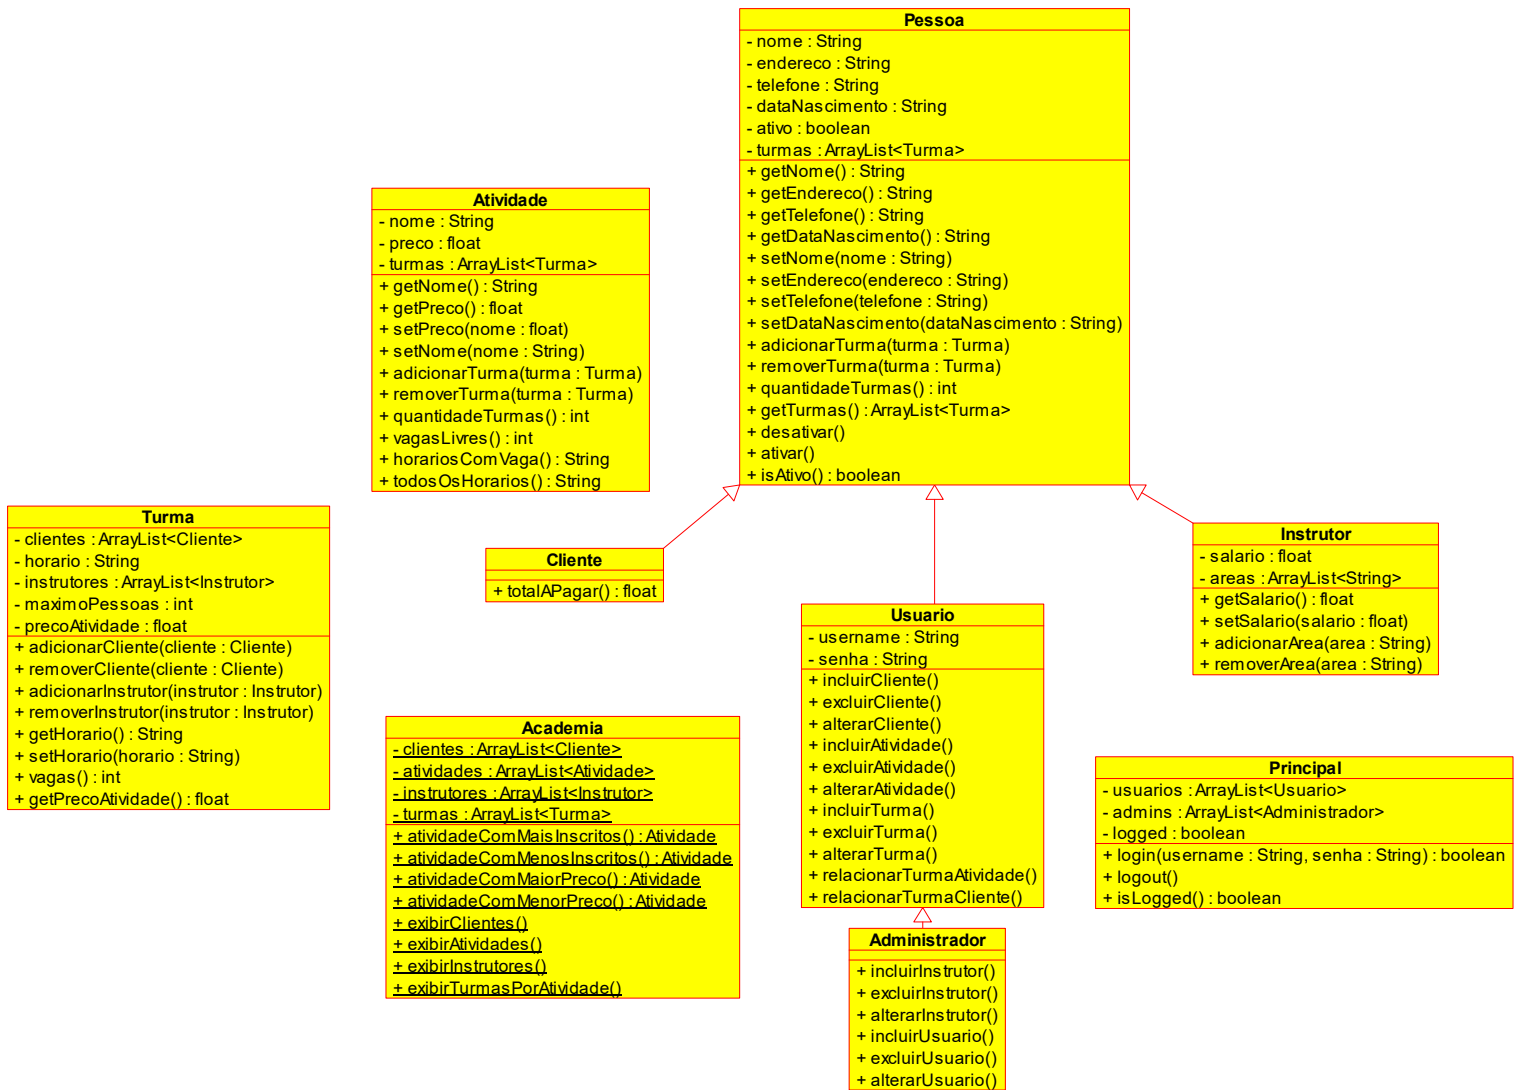 Pessoa
- nome : String
- endereco : String
- telefone : String
- dataNascimento : String
- ativo : boolean
- turmas : ArrayList<Turma>
+ getNome() : String
+ getEndereco() : String
+ getTelefone() : String
+ getDataNascimento() : String
+ setNome(nome : String)
+ setEndereco(endereco : String)
+ setTelefone(telefone : String)
+ setDataNascimento(dataNascimento : String)
+ adicionarTurma(turma : Turma)
+ removerTurma(turma : Turma)
+ quantidadeTurmas() : int
+ getTurmas() : ArrayList<Turma>
+ desativar()
+ ativar()
+ isAtivo() : boolean
Atividade
- nome : String
- preco : float
- turmas : ArrayList<Turma>
+ getNome() : String
+ getPreco() : float
+ setPreco(nome : float)
+ setNome(nome : String)
+ adicionarTurma(turma : Turma)
+ removerTurma(turma : Turma)
+ quantidadeTurmas() : int
+ vagasLivres() : int
+ horariosComVaga() : String
+ todosOsHorarios() : String
Turma
- clientes : ArrayList<Cliente>
- horario : String
- instrutores : ArrayList<Instrutor>
- maximoPessoas : int
- precoAtividade : float
+ adicionarCliente(cliente : Cliente)
+ removerCliente(cliente : Cliente)
+ adicionarInstrutor(instrutor : Instrutor)
+ removerInstrutor(instrutor : Instrutor)
+ getHorario() : String
+ setHorario(horario : String)
+ vagas() : int
+ getPrecoAtividade() : float
Cliente
+ totalAPagar() : float
Instrutor
- salario : float
- areas : ArrayList<String>
+ getSalario() : float
+ setSalario(salario : float)
+ adicionarArea(area : String)
+ removerArea(area : String)
Usuario
- username : String
- senha : String
+ incluirCliente()
+ excluirCliente()
+ alterarCliente()
+ incluirAtividade()
+ excluirAtividade()
+ alterarAtividade()
+ incluirTurma()
+ excluirTurma()
+ alterarTurma()
+ relacionarTurmaAtividade()
+ relacionarTurmaCliente()
Academia
- clientes : ArrayList<Cliente>
- atividades : ArrayList<Atividade>
- instrutores : ArrayList<Instrutor>
- turmas : ArrayList<Turma>
+ atividadeComMaisInscritos() : Atividade
+ atividadeComMenosInscritos() : Atividade
+ atividadeComMaiorPreco() : Atividade
+ atividadeComMenorPreco() : Atividade
+ exibirClientes()
+ exibirAtividades()
+ exibirInstrutores()
+ exibirTurmasPorAtividade()
Principal
- usuarios : ArrayList<Usuario>
- admins : ArrayList<Administrador>
- logged : boolean
+ login(username : String, senha : String) : boolean
+ logout()
+ isLogged() : boolean
Administrador
+ incluirInstrutor()
+ excluirInstrutor()
+ alterarInstrutor()
+ incluirUsuario()
+ excluirUsuario()
+ alterarUsuario()